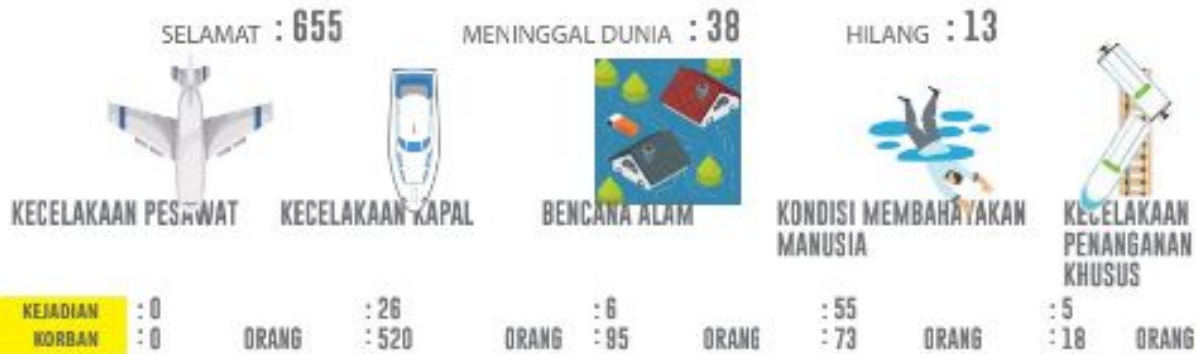 SELAMAT : 655 MENINGGAL DUNIA : 38 HILANG : 13
KECELAKAAN PESAWAT KECELAKAAN KAPAL BENCANA ALAM KONDISI MEMBAHAYAKAN MANUSIA KECELAKAAN PENANGANAN KHUSUS
KEJADIAN : 0 : 26 : 6 : 55 : 5
KORBAN : 0 ORANG : 520 ORANG : 95 ORANG : 73 ORANG : 18 ORANG